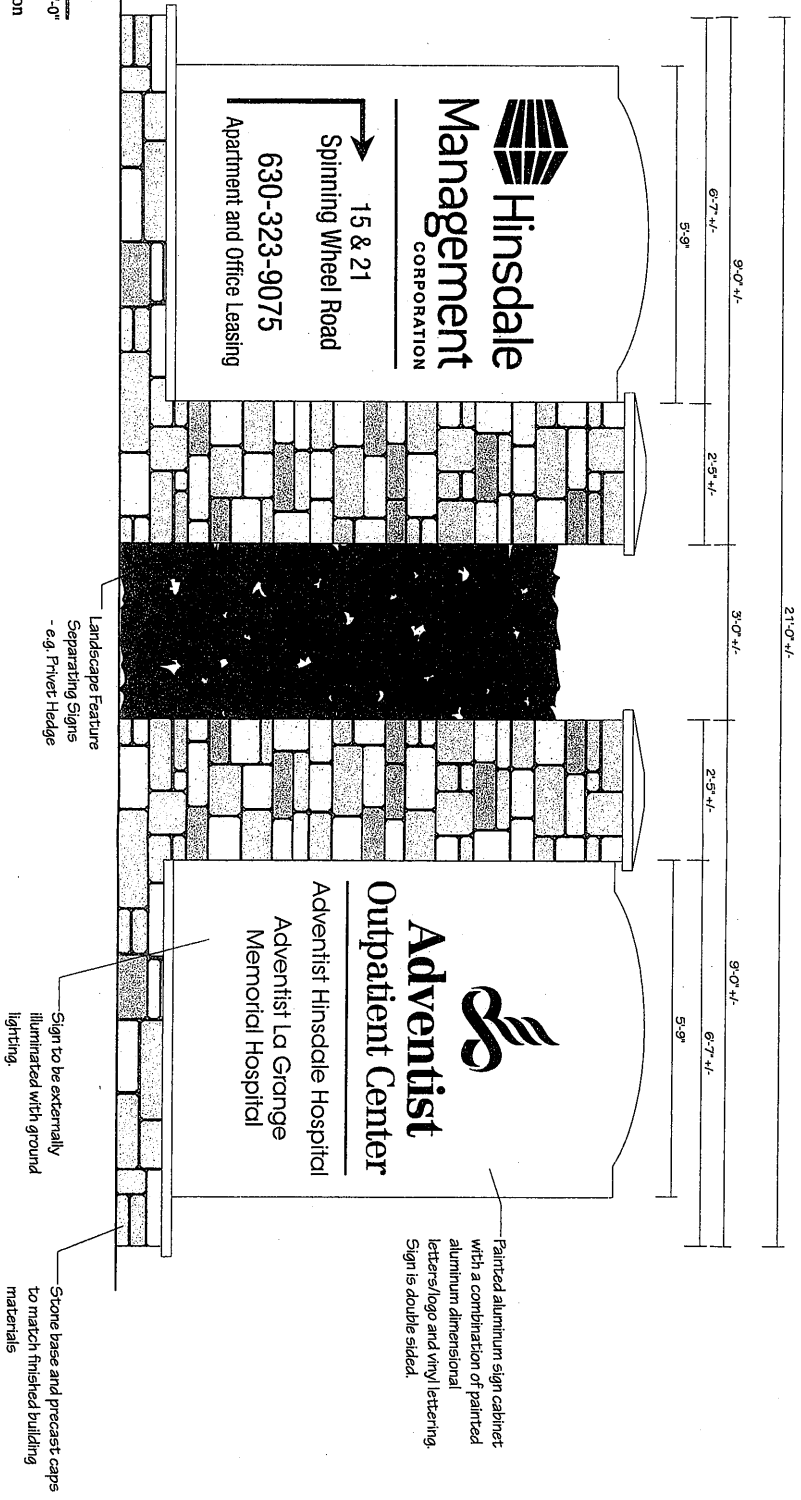 21'-0" +/-
9'-0" +/-
3'-0" +/-
9'-0" +/-
6'-7" +/-
2'-5" +/-
2'-5" +/-
6'-7" +/-
5'-9"
5'-9"
Hinsdale
Management
CORPORATION
15 & 21
Spinning Wheel Road
630-323-9075
Apartment and Office Leasing
Adventist
Outpatient Center
Adventist Hinsdale Hospital
Adventist La Grange
Memorial Hospital
Painted aluminum sign cabinet
with a combination of painted
aluminum dimensional
letters/logo and vinyl lettering.
Sign is double sided.
Landscape Feature
Separating Signs
- e.g. Privet Hedge
Sign to be externally
illuminated with ground
lighting.
Stone base and precast caps
to match finished building
materials